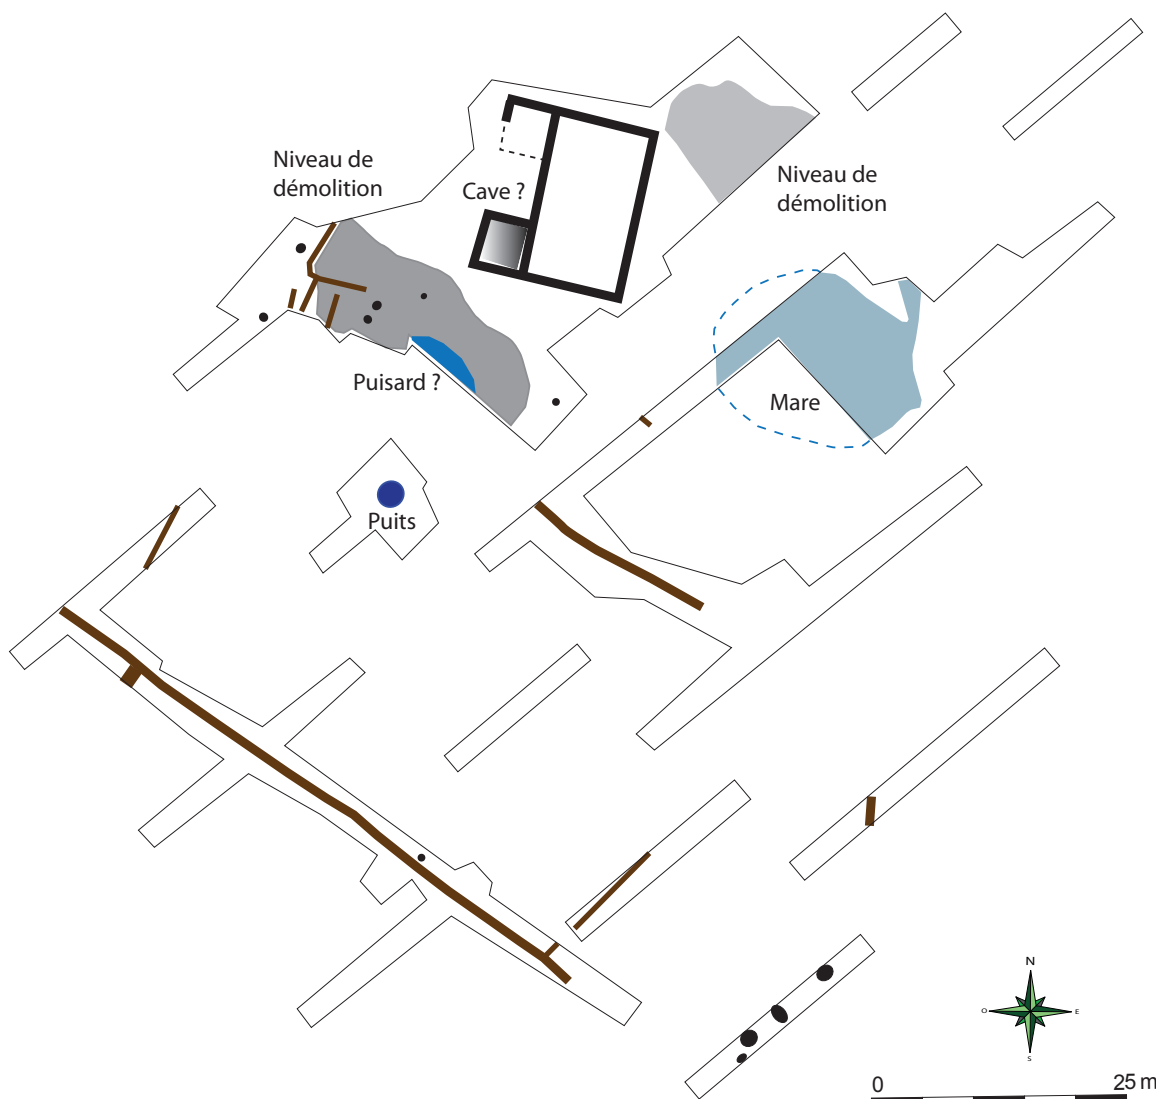 Niveau de
démolition
Cave ?
Niveau de
démolition
Puisard ?
Mare
Puits
N
O
E
S
0
25 m